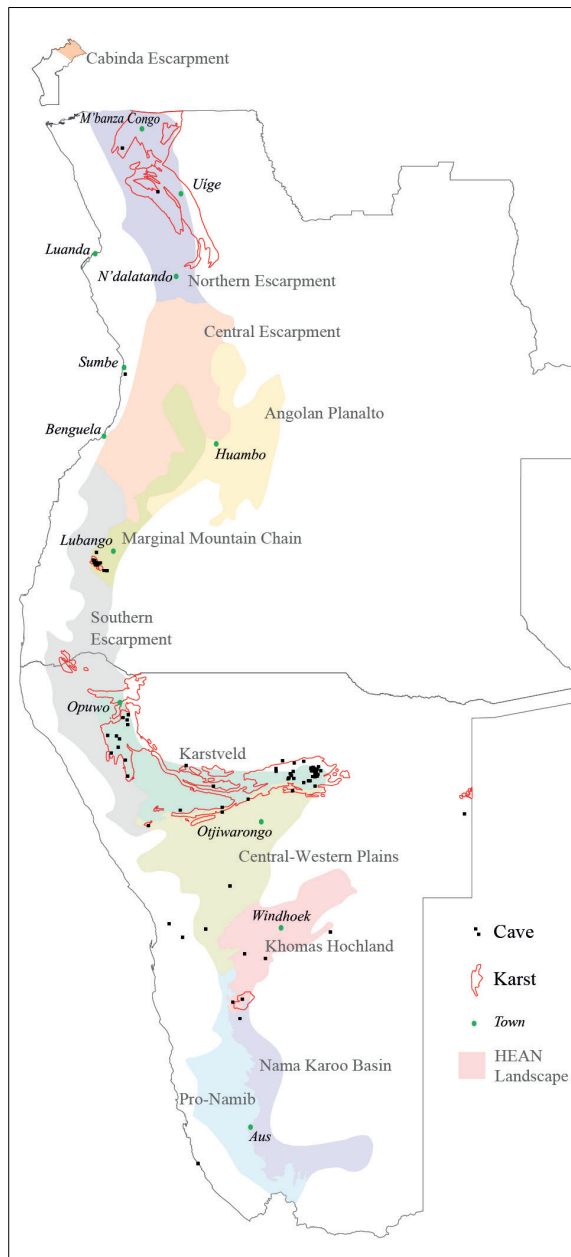 Cabinda Escarpment
M'banza Congo
Uíge
Luanda
N'dalatando
Northern Escarpment
Central Escarpment
Sumbe
Angolan Planalto
Benguela
Huambo
Lubango
Marginal Mountain Chain
Southern
Escarpment
Opuwo
Karstveld
Otjiwarongo
Central-Western Plains
Windhoek
Cave
Khomas Hochland
Karst
Town
HEAN
Landscape
Nama Karoo Basin
Pro-Namib
Aus